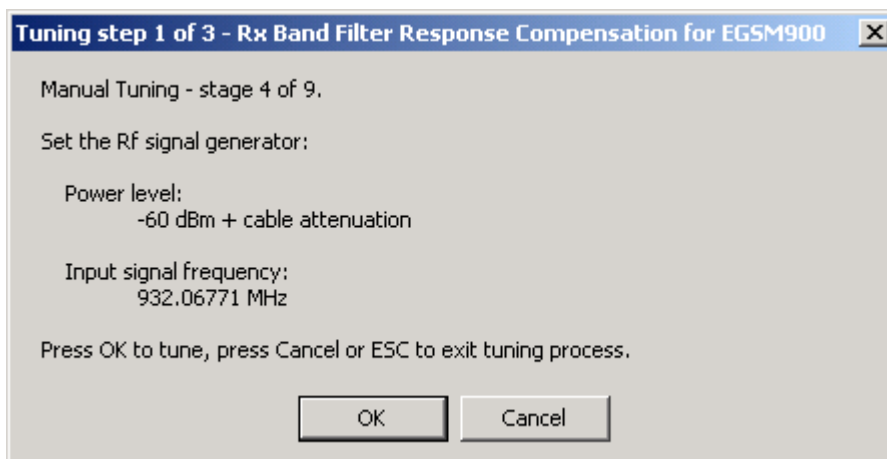 Tuning step 1 of 3 - Rx Band Filter Response Compensation for EGSM900
Manual Tuning - stage 4 of 9.
Set the Rf signal generator:
Power level:
-60 dBm + cable attenuation
Input signal frequency:
932.06771 MHz
Press OK to tune, press Cancel or ESC to exit tuning process.
OK
Cancel